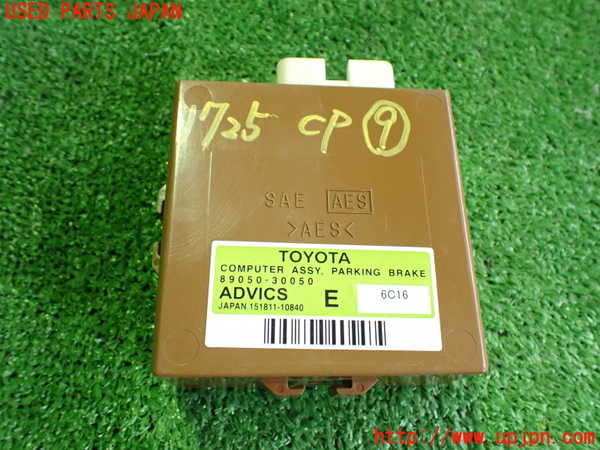 USED PARTS JAPAN
1725 CP 9
SAE AES
>AES<
TOYOTA
COMPUTER ASSY, PARKING BRAKE
89050-30050
ADVICS E 6C16
JAPAN 151811-10840
http://www.upjpn.com/